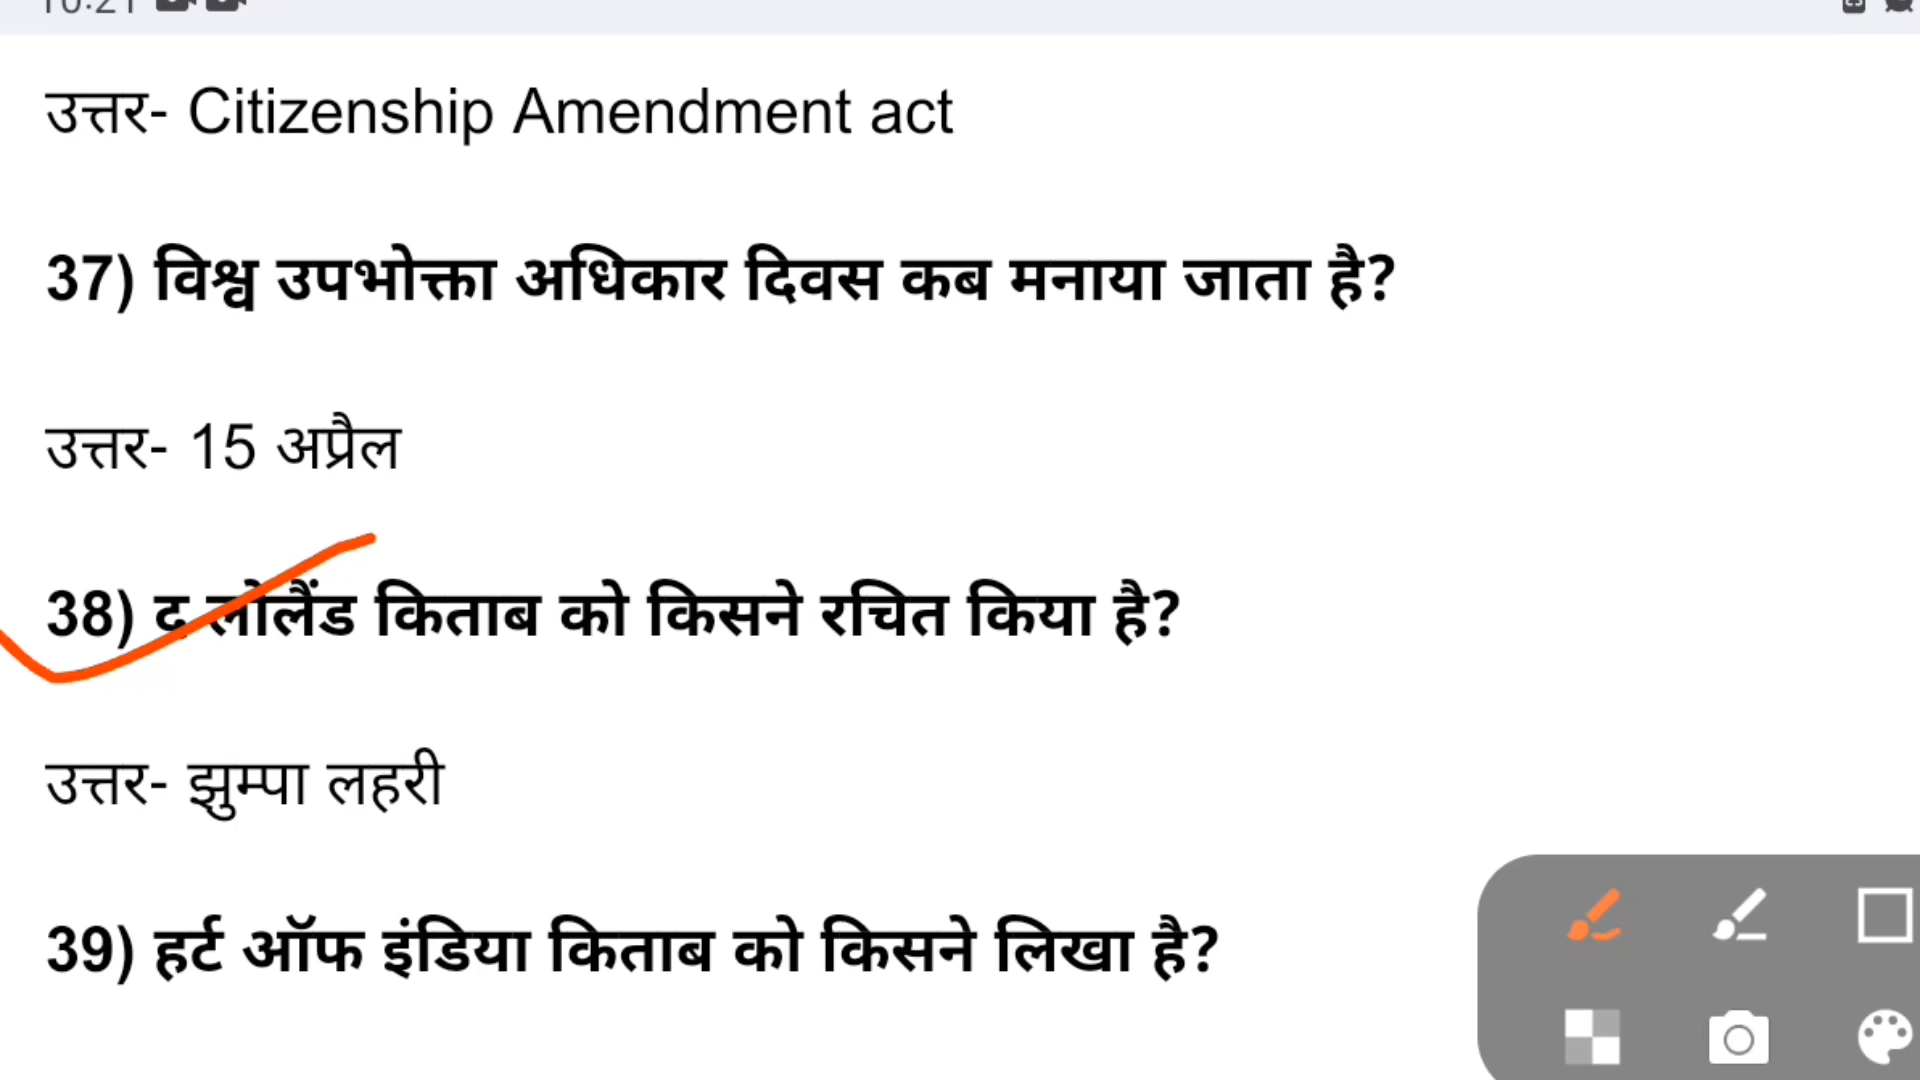 उत्तर- Citizenship Amendment act
37) विश्व उपभोक्ता अधिकार दिवस कब मनाया जाता है?
उत्तर- 15 अप्रैल
38) द लोलैंड किताब को किसने रचित किया है?
उत्तर- झुम्पा लहरी
39) हर्ट ऑफ इंडिया किताब को किसने लिखा है?